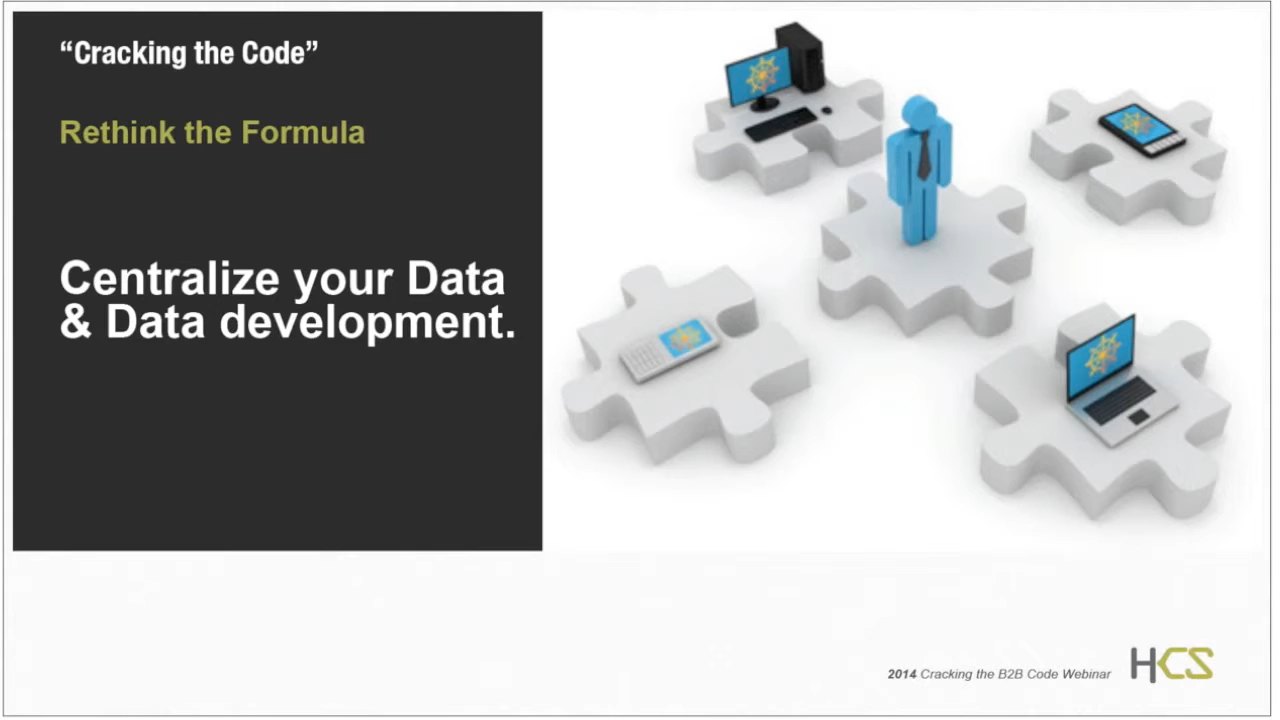 “Cracking the Code”
Rethink the Formula
Centralize your Data
& Data development.
2014 Cracking the B2B Code Webinar
HCS